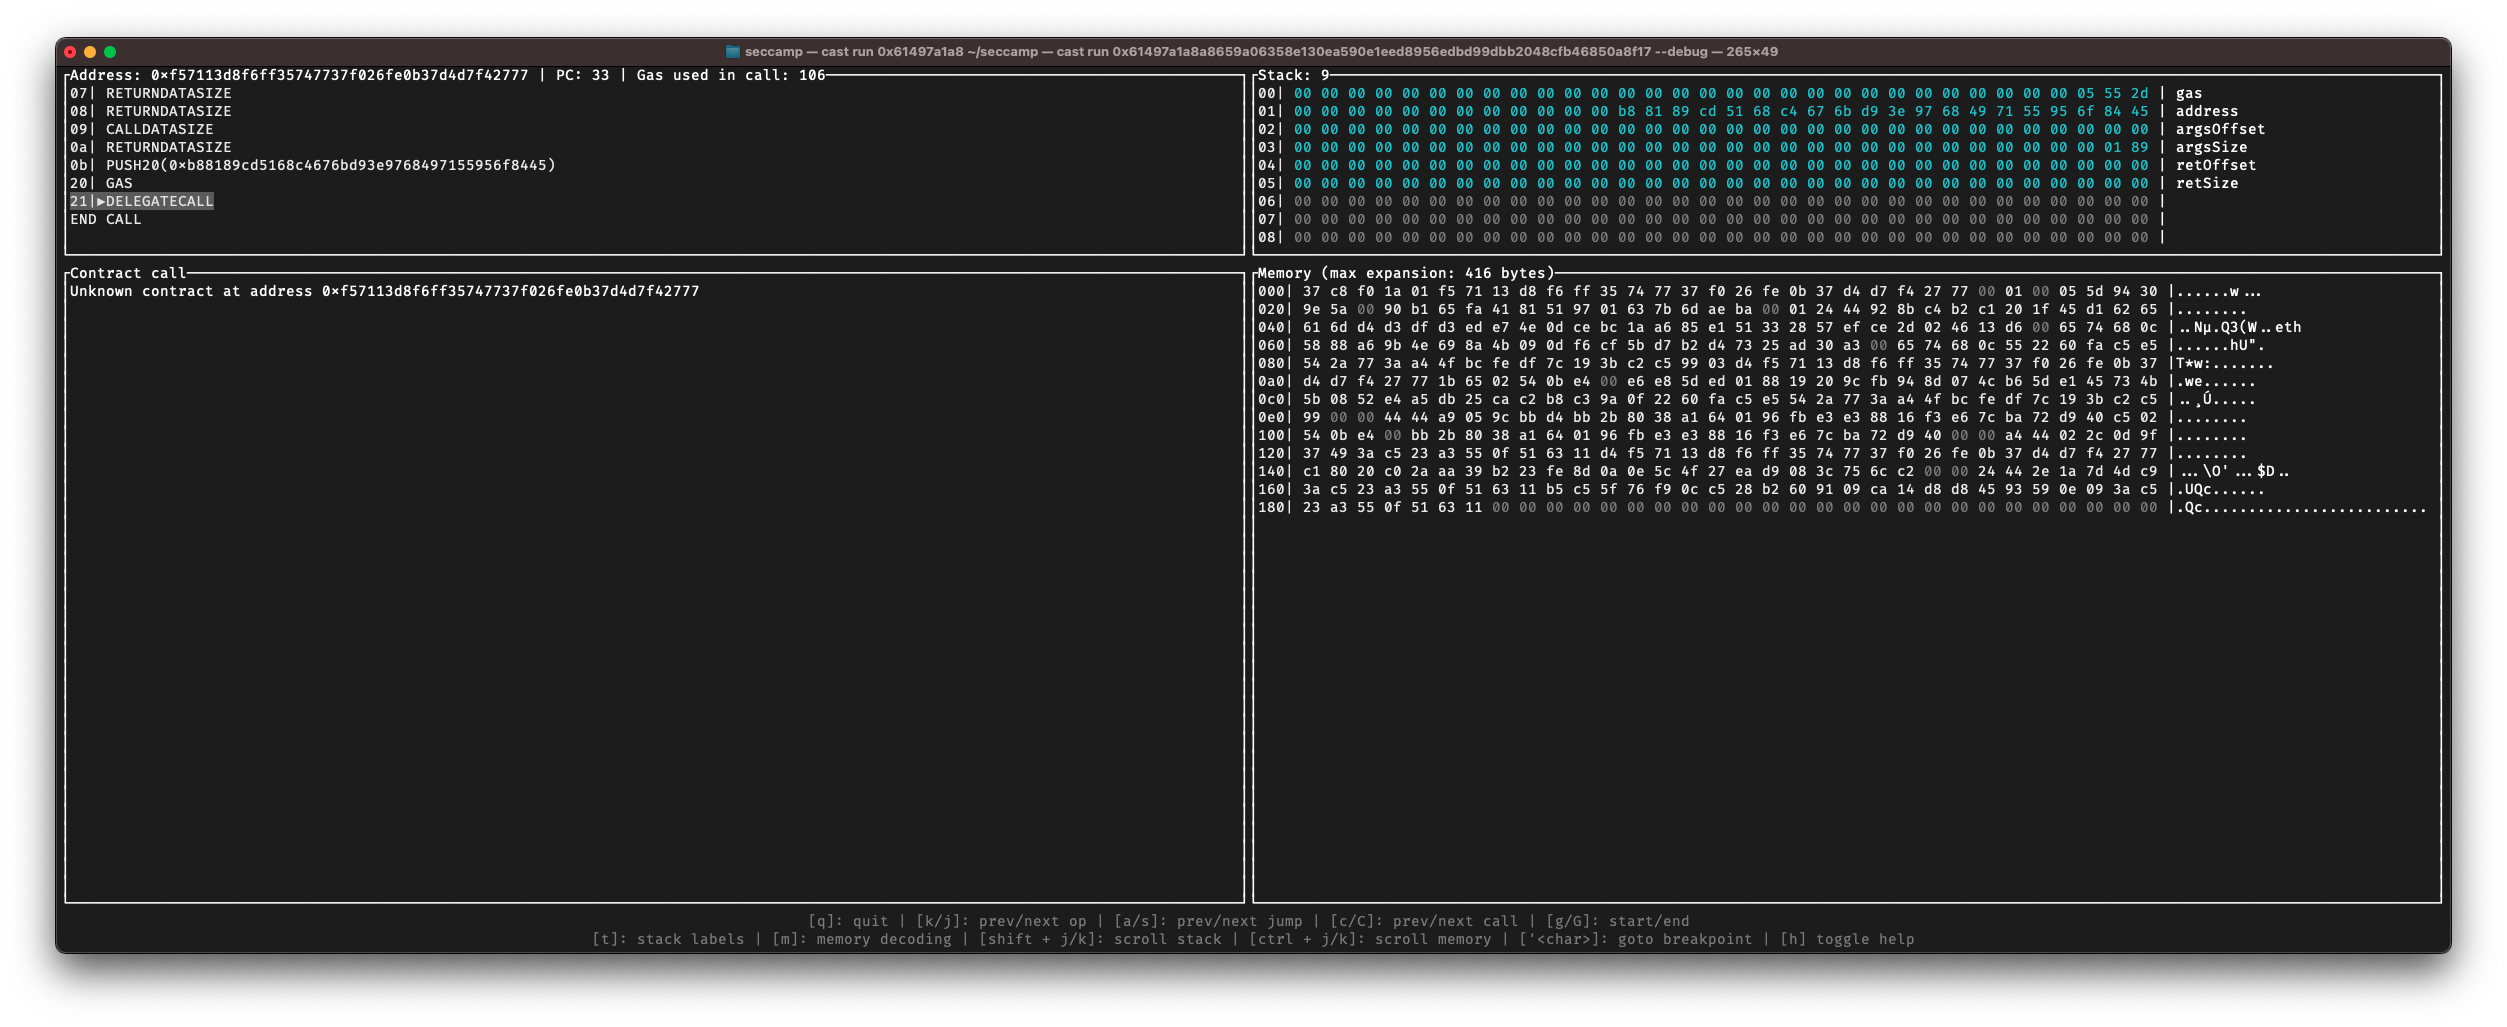 seccamp — cast run 0x61497a1a8 ~/seccamp — cast run 0x61497a1a8a8659a06358e130ea590e1eed8956edbd99dbb2048cfb46850a8f17 --debug — 265×49
Address: 0×f57113d8f6ff35747737f026fe0b37d4d7f42777 | PC: 33 | Gas used in call: 106
07| RETURNDATASIZE
08| RETURNDATASIZE
09| CALLDATASIZE
0a| RETURNDATASIZE
0b| PUSH20(0×b88189cd5168c4676bd93e9768497155956f8445)
20| GAS
21|▶DELEGATECALL
END CALL
Stack: 9
00| 00 00 00 00 00 00 00 00 00 00 00 00 00 00 00 00 00 00 00 00 00 00 00 00 00 00 00 00 00 05 55 2d | gas
01| 00 00 00 00 00 00 00 00 00 00 00 00 b8 81 89 cd 51 68 c4 67 6b d9 3e 97 68 49 71 55 95 6f 84 45 | address
02| 00 00 00 00 00 00 00 00 00 00 00 00 00 00 00 00 00 00 00 00 00 00 00 00 00 00 00 00 00 00 00 00 | argsOffset
03| 00 00 00 00 00 00 00 00 00 00 00 00 00 00 00 00 00 00 00 00 00 00 00 00 00 00 00 00 00 00 01 89 | argsSize
04| 00 00 00 00 00 00 00 00 00 00 00 00 00 00 00 00 00 00 00 00 00 00 00 00 00 00 00 00 00 00 00 00 | retOffset
05| 00 00 00 00 00 00 00 00 00 00 00 00 00 00 00 00 00 00 00 00 00 00 00 00 00 00 00 00 00 00 00 00 | retSize
06| 00 00 00 00 00 00 00 00 00 00 00 00 00 00 00 00 00 00 00 00 00 00 00 00 00 00 00 00 00 00 00 00 |
07| 00 00 00 00 00 00 00 00 00 00 00 00 00 00 00 00 00 00 00 00 00 00 00 00 00 00 00 00 00 00 00 00 |
08| 00 00 00 00 00 00 00 00 00 00 00 00 00 00 00 00 00 00 00 00 00 00 00 00 00 00 00 00 00 00 00 00 |
Contract call
Unknown contract at address 0×f57113d8f6ff35747737f026fe0b37d4d7f42777
Memory (max expansion: 416 bytes)
000| 37 c8 f0 1a 01 f5 71 13 d8 f6 ff 35 74 77 37 f0 26 fe 0b 37 d4 d7 f4 27 77 00 01 00 05 5d 94 30 |......w...
020| 9e 5a 00 90 b1 65 fa 41 81 51 97 01 63 7b 6d ae ba 00 01 24 44 92 8b c4 b2 c1 20 1f 45 d1 62 65 |........
040| 61 6d d4 d3 df d3 ed e7 4e 0d ce bc 1a a6 85 e1 51 33 28 57 ef ce 2d 02 46 13 d6 00 65 74 68 0c |..Nµ.Q3(W..eth
060| 58 88 a6 9b 4e 69 8a 4b 09 0d f6 cf 5b d7 b2 d4 73 25 ad 30 a3 00 65 74 68 0c 55 22 60 fa c5 e5 |......hU".
080| 54 2a 77 3a a4 4f bc fe df 7c 19 3b c2 c5 99 03 d4 f5 71 13 d8 f6 ff 35 74 77 37 f0 26 fe 0b 37 |T*w:.......
0a0| d4 d7 f4 27 77 1b 65 02 54 0b e4 00 e6 e8 5d ed 01 88 19 20 9c fb 94 8d 07 4c b6 5d e1 45 73 4b |.we......
0c0| 5b 08 52 e4 a5 db 25 ca c2 b8 c3 9a 0f 22 60 fa c5 e5 54 2a 77 3a a4 4f bc fe df 7c 19 3b c2 c5 |..¸Ú.....
0e0| 99 00 00 44 44 a9 05 9c bb d4 bb 2b 80 38 a1 64 01 96 fb e3 e3 88 16 f3 e6 7c ba 72 d9 40 c5 02 |........
100| 54 0b e4 00 bb 2b 80 38 a1 64 01 96 fb e3 e3 88 16 f3 e6 7c ba 72 d9 40 00 00 a4 44 02 2c 0d 9f |........
120| 37 49 3a c5 23 a3 55 0f 51 63 11 d4 f5 71 13 d8 f6 ff 35 74 77 37 f0 26 fe 0b 37 d4 d7 f4 27 77 |........
140| c1 80 20 c0 2a aa 39 b2 23 fe 8d 0a 0e 5c 4f 27 ea d9 08 3c 75 6c c2 00 00 24 44 2e 1a 7d 4d c9 |...\O'...$D..
160| 3a c5 23 a3 55 0f 51 63 11 b5 c5 5f 76 f9 0c c5 28 b2 60 91 09 ca 14 d8 d8 45 93 59 0e 09 3a c5 |.UQc......
180| 23 a3 55 0f 51 63 11 00 00 00 00 00 00 00 00 00 00 00 00 00 00 00 00 00 00 00 00 00 00 00 00 00 |.Qc.........................
[q]: quit | [k/j]: prev/next op | [a/s]: prev/next jump | [c/C]: prev/next call | [g/G]: start/end
[t]: stack labels | [m]: memory decoding | [shift + j/k]: scroll stack | [ctrl + j/k]: scroll memory | ['<char>]: goto breakpoint | [h] toggle help